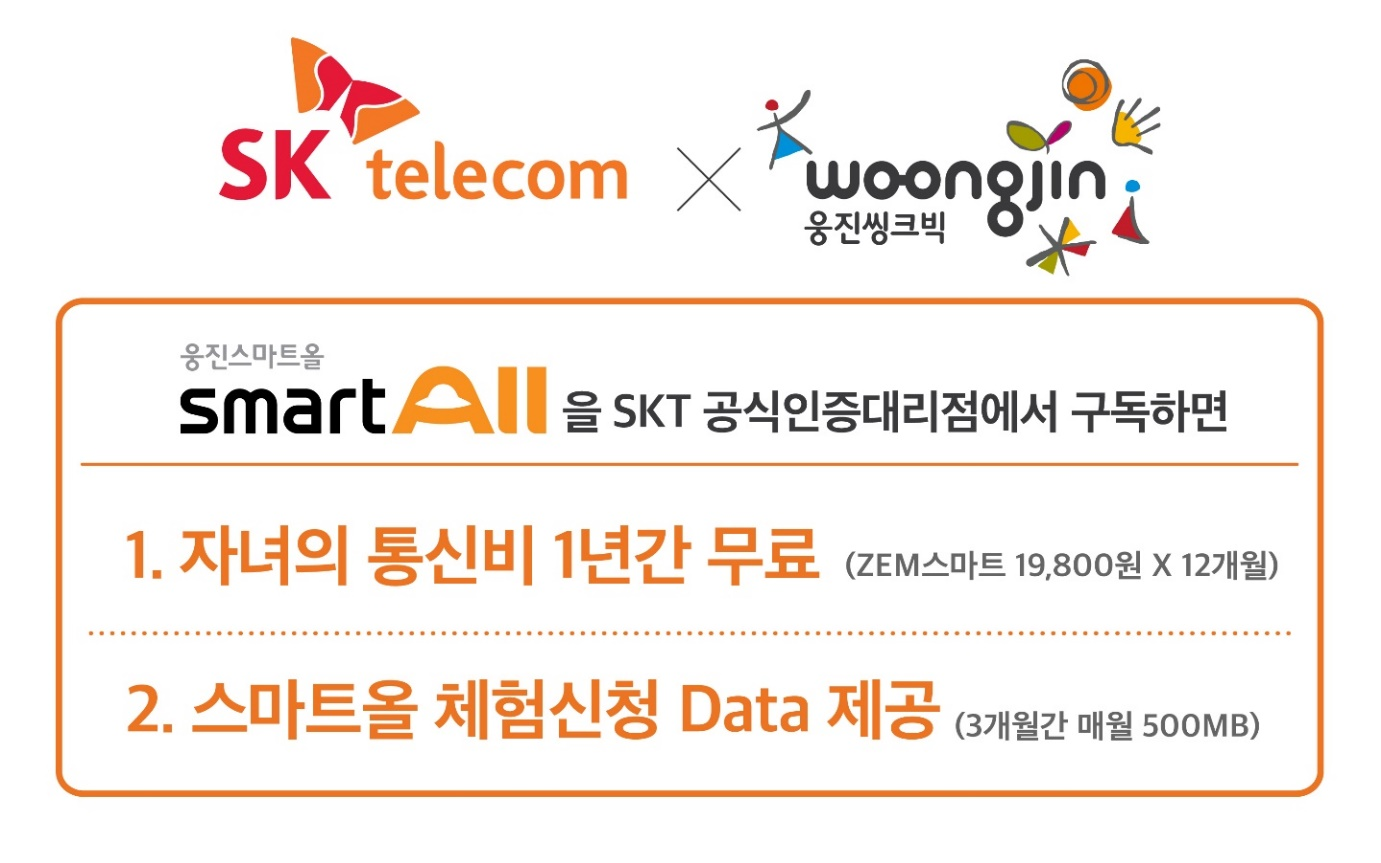 SK telecom
woongjin
웅진씽크빅
웅진스마트올
smartAll 을 SKT 공식인증대리점에서 구독하면
1. 자녀의 통신비 1년간 무료 (ZEM스마트 19,800원 X 12개월)
2. 스마트올 체험신청 Data 제공 (3개월간 매월 500MB)